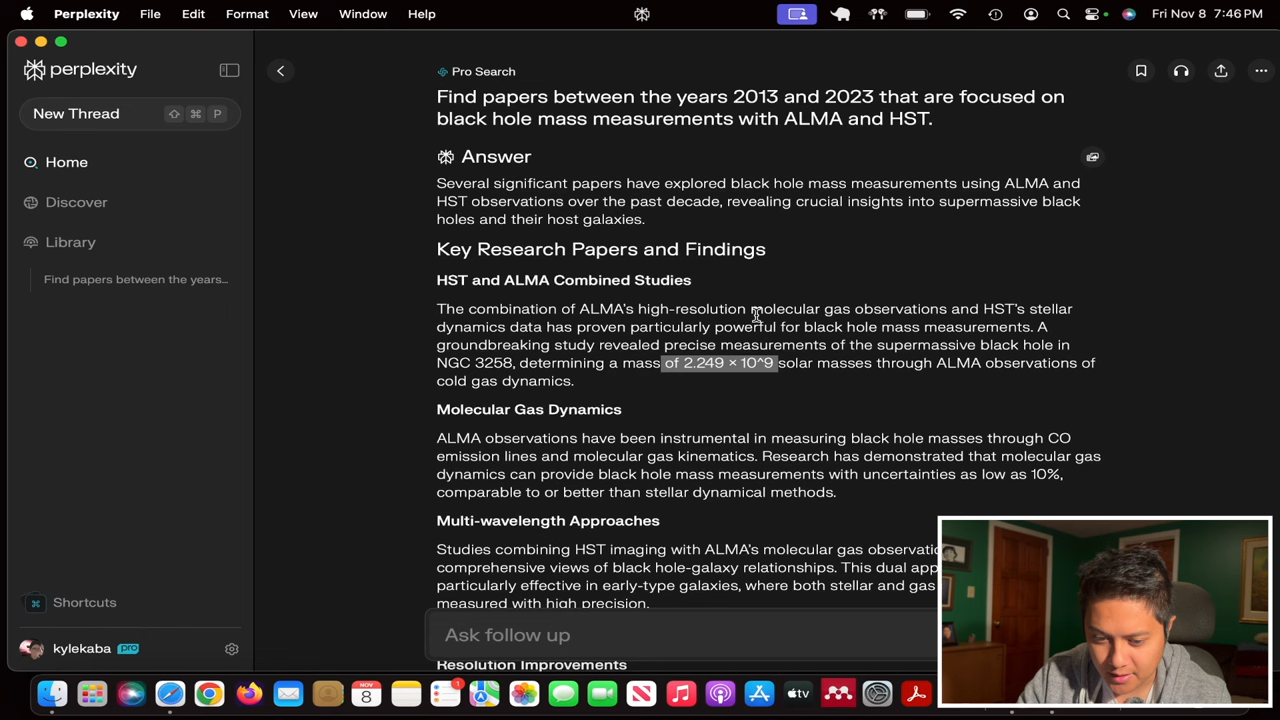 Perplexity File Edit Format View Window Help Fri Nov 8 7:46 PM
perplexity
New Thread P
Home
Discover
Library
Find papers between the years...
Shortcuts
kylekaba pro
Pro Search
Find papers between the years 2013 and 2023 that are focused on
black hole mass measurements with ALMA and HST.
Answer
Several significant papers have explored black hole mass measurements using ALMA and
HST observations over the past decade, revealing crucial insights into supermassive black
holes and their host galaxies.
Key Research Papers and Findings
HST and ALMA Combined Studies
The combination of ALMA's high-resolution molecular gas observations and HST's stellar
dynamics data has proven particularly powerful for black hole mass measurements. A
groundbreaking study revealed precise measurements of the supermassive black hole in
NGC 3258, determining a mass of 2.249 × 10^9 solar masses through ALMA observations of
cold gas dynamics.
Molecular Gas Dynamics
ALMA observations have been instrumental in measuring black hole masses through CO
emission lines and molecular gas kinematics. Research has demonstrated that molecular gas
dynamics can provide black hole mass measurements with uncertainties as low as 10%,
comparable to or better than stellar dynamical methods.
Multi-wavelength Approaches
Studies combining HST imaging with ALMA's molecular gas
comprehensive views of black hole-galaxy relationships. This dual
particularly effective in early-type galaxies, where both stellar and gas
measured with high precision.
Ask follow up
Resolution Improvements
NOV
8
1
tv